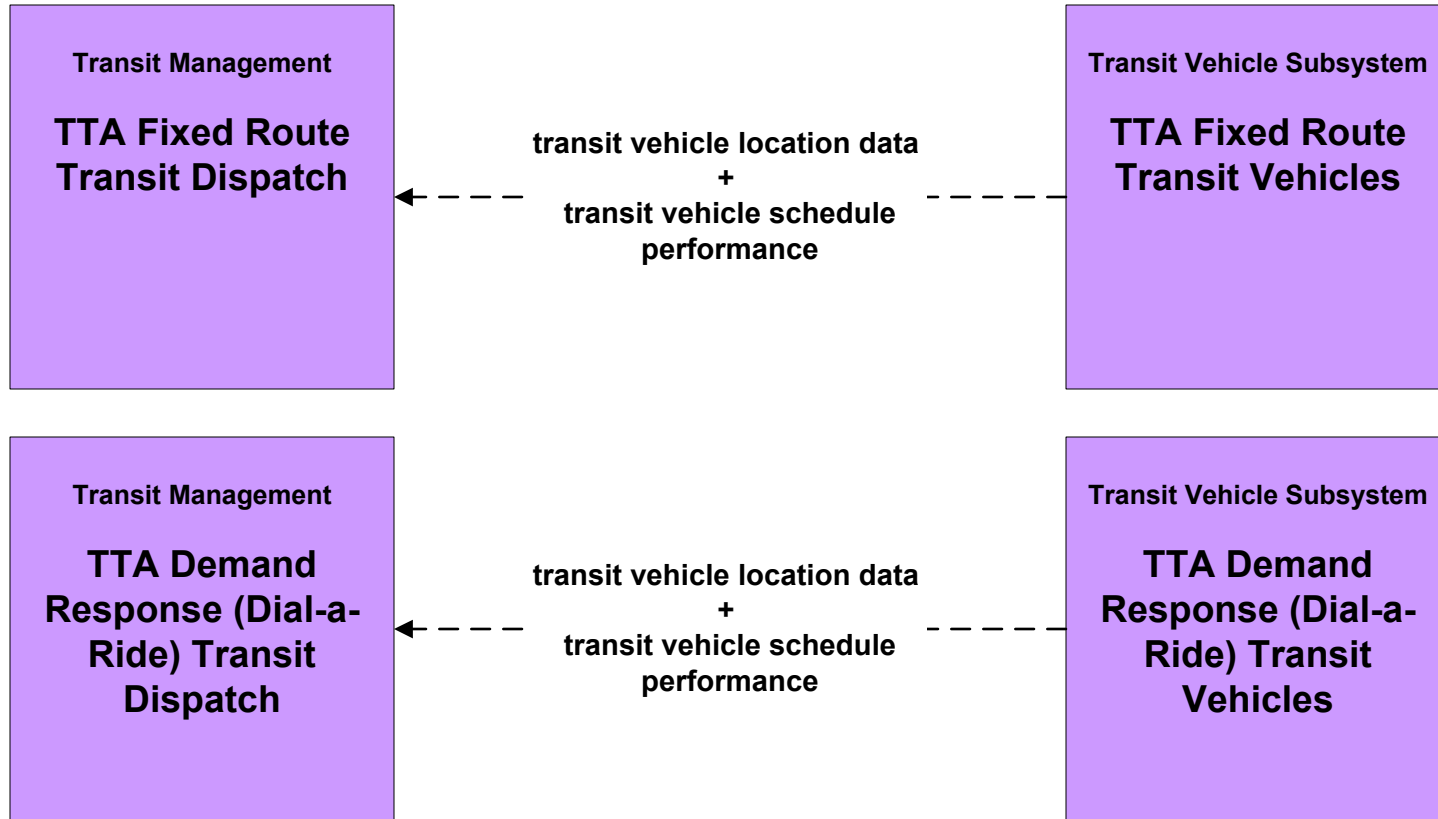 Transit Management
TTA Fixed Route
Transit Dispatch
transit vehicle location data
+
transit vehicle schedule
performance
Transit Vehicle Subsystem
TTA Fixed Route
Transit Vehicles
Transit Management
TTA Demand
Response (Dial-a-
Ride) Transit
Dispatch
transit vehicle location data
+
transit vehicle schedule
performance
Transit Vehicle Subsystem
TTA Demand
Response (Dial-a-
Ride) Transit
Vehicles